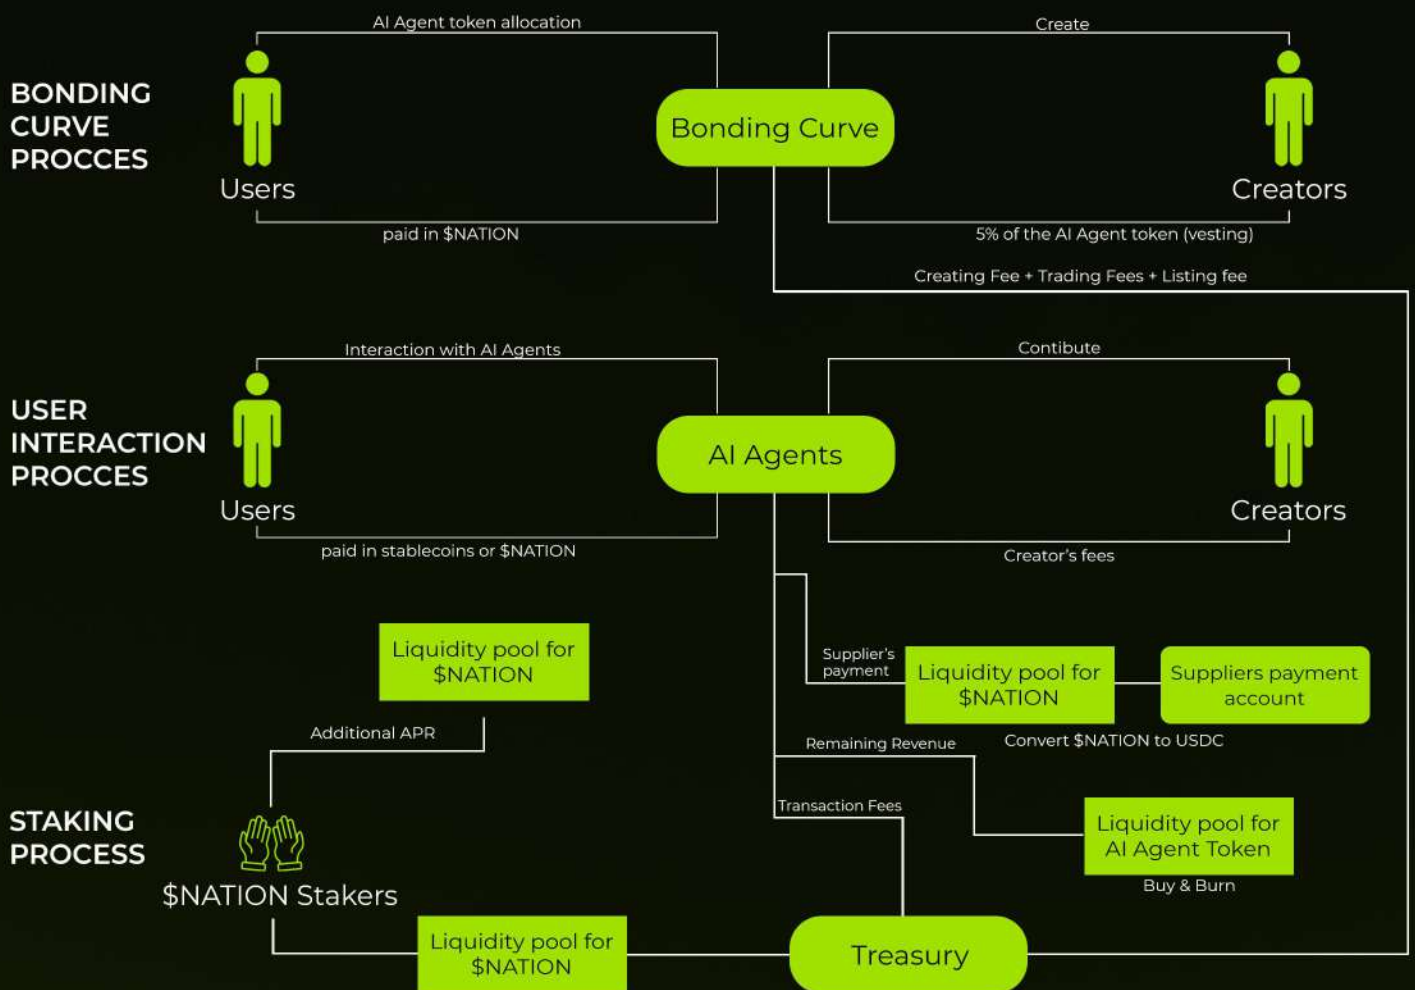 AI Agent token allocation
Create
BONDING
CURVE
PROCCES
Bonding Curve
Users
Creators
paid in $NATION
5% of the AI Agent token (vesting)
Creating Fee + Trading Fees + Listing fee
Interaction with AI Agents
Contibute
USER
INTERACTION
PROCCES
AI Agents
Users
Creators
paid in stablecoins or $NATION
Creator's fees
Liquidity pool for
$NATION
Supplier's
payment
Liquidity pool for
$NATION
Suppliers payment
account
Convert $NATION to USDC
Additional APR
Remaining Revenue
Transaction Fees
STAKING
PROCESS
Liquidity pool for
AI Agent Token
Buy & Burn
$NATION Stakers
Liquidity pool for
$NATION
Treasury